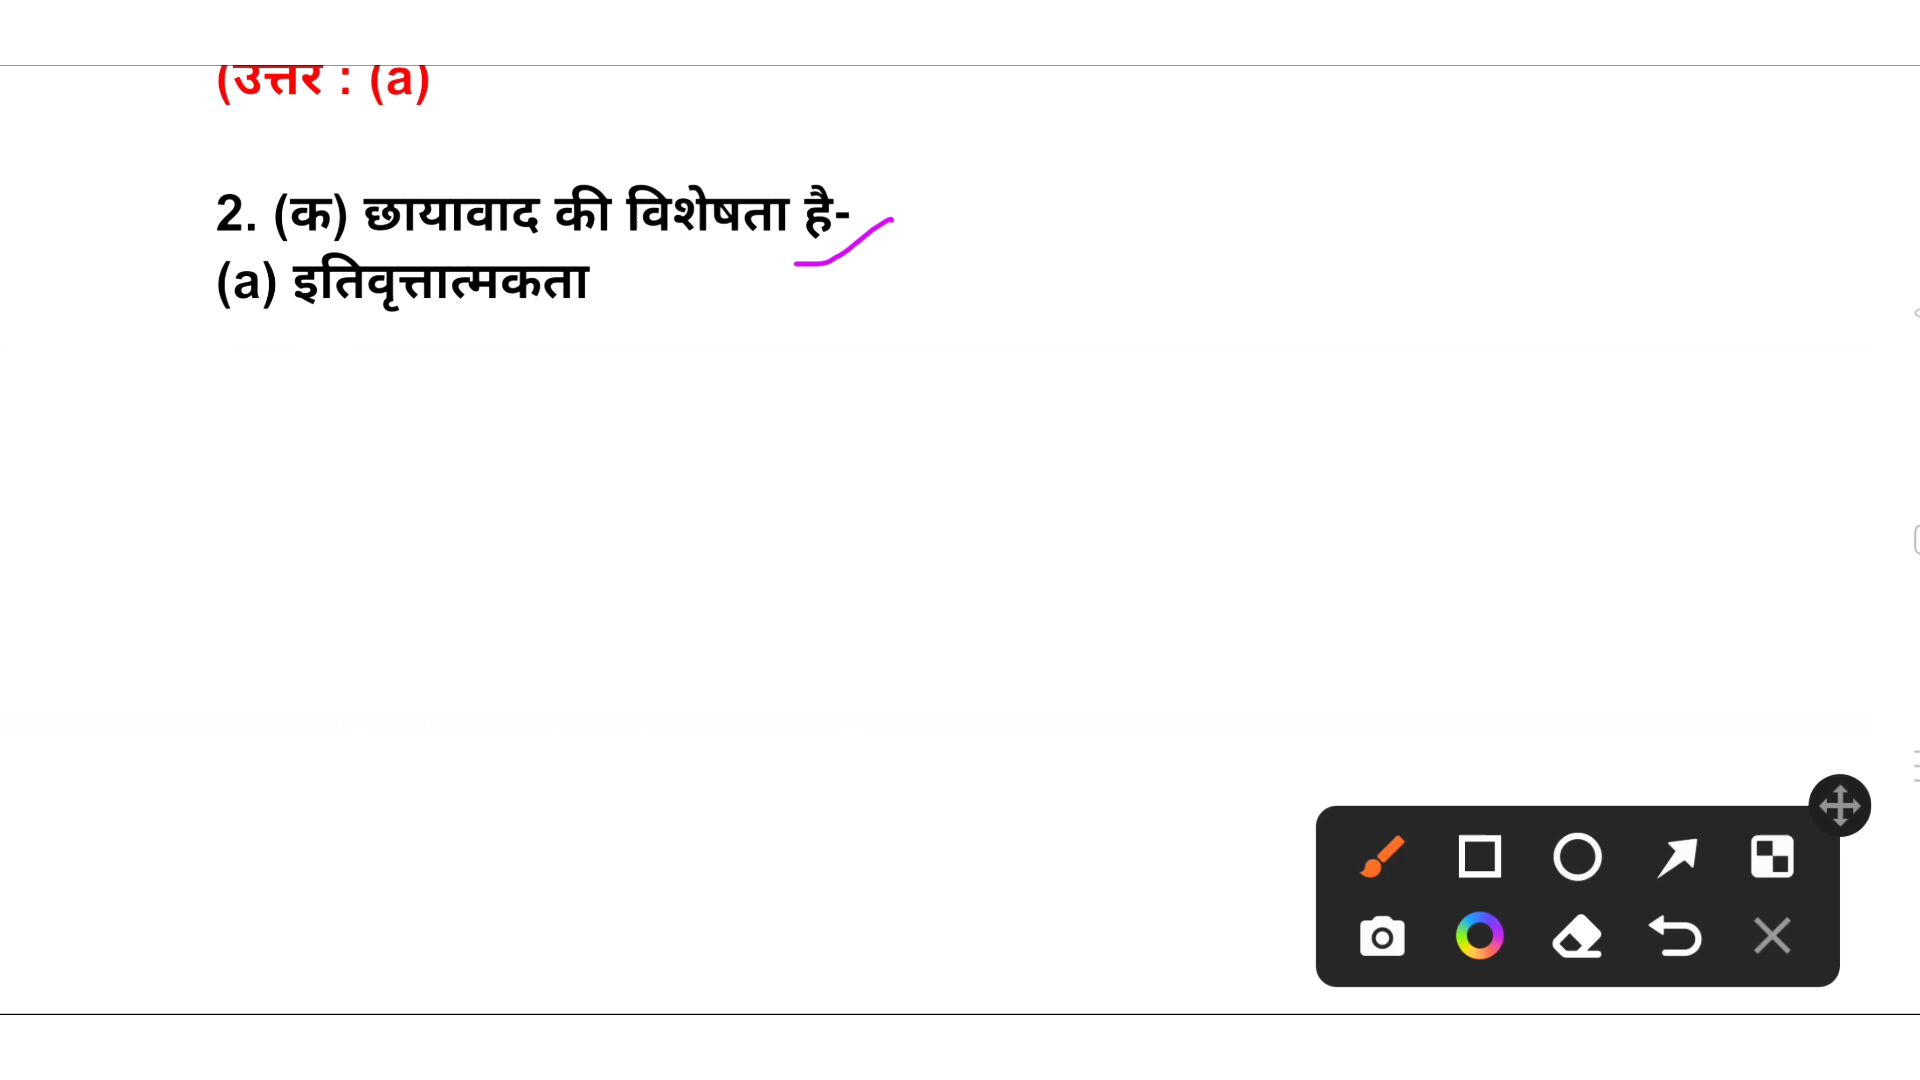 (उत्तर : (a)
2. (क) छायावाद की विशेषता है-
(a) इतिवृत्तात्मकता